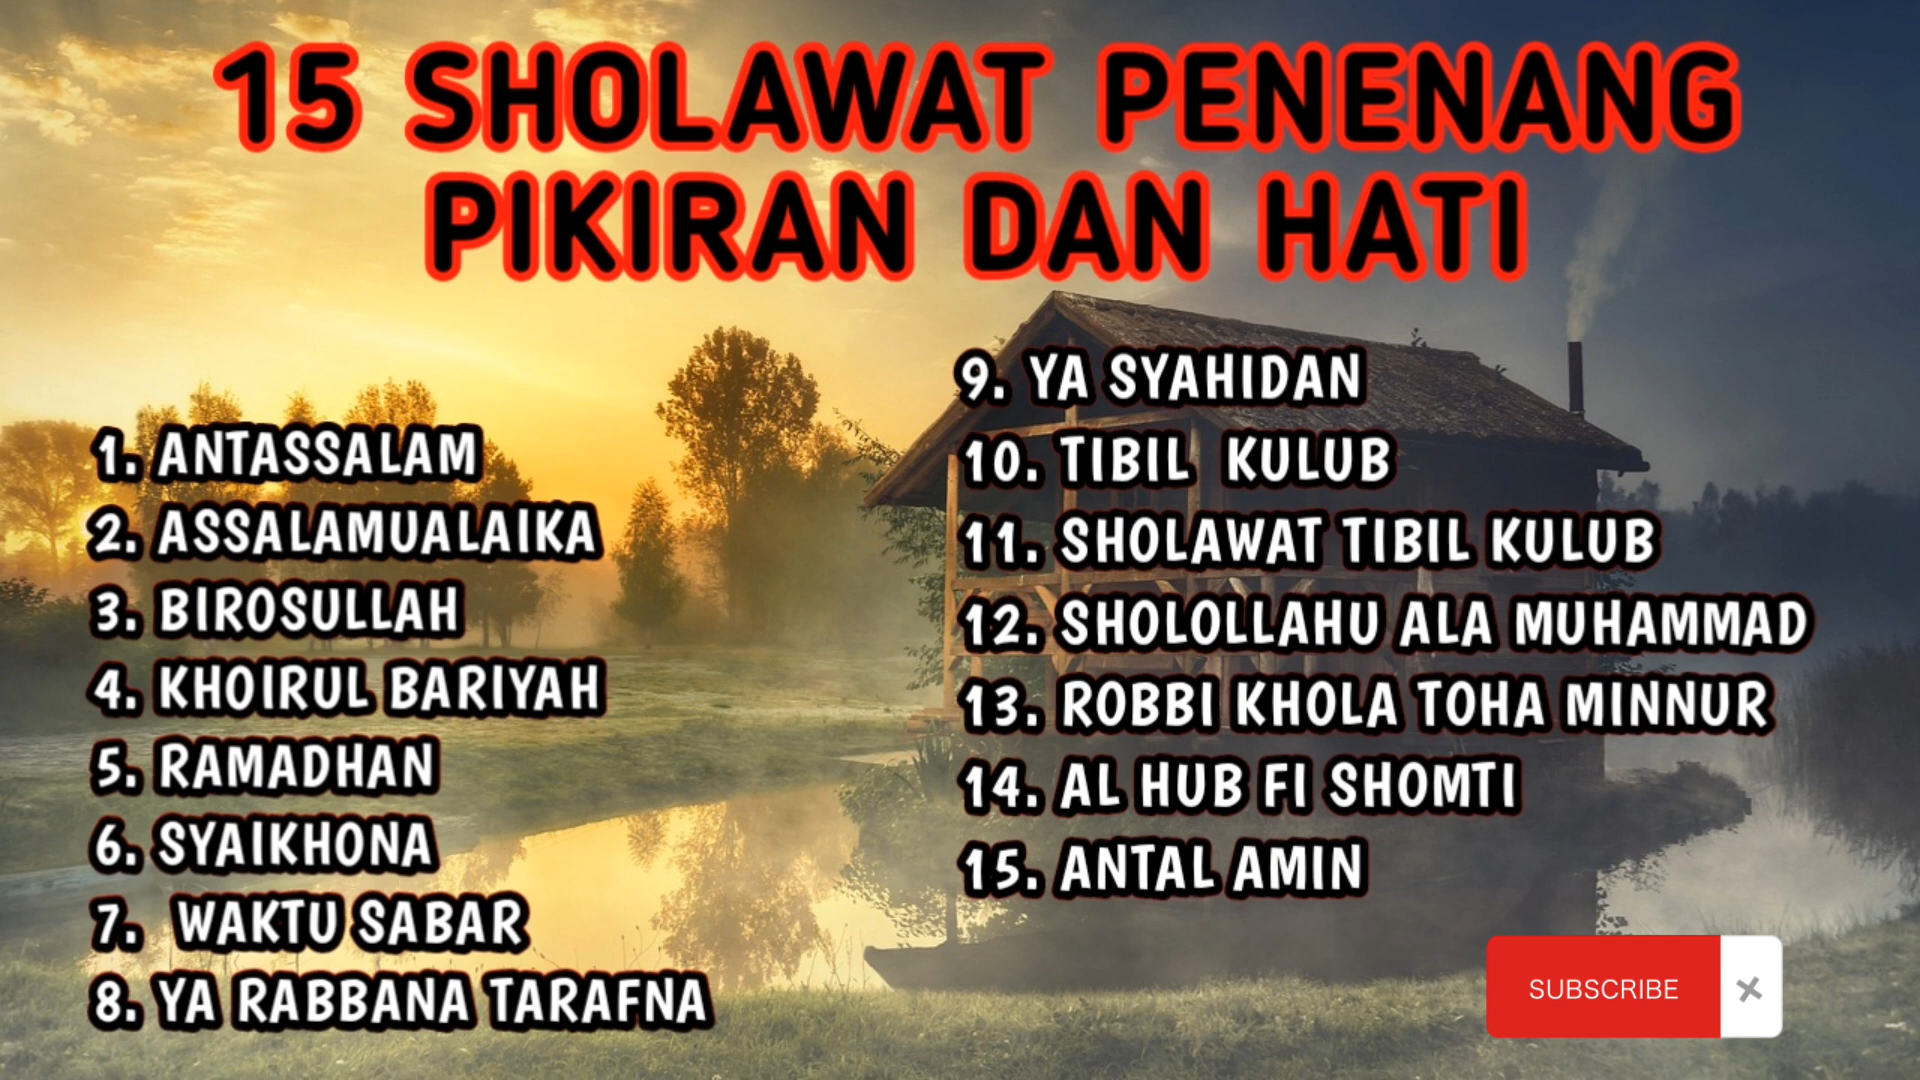 15 SHOLAWAT PENENANG
PIKIRAN DAN HATI
1. ANTASSALAM
2. ASSALAMUALAIKA
3. BIROSULLAH
4. KHOIRUL BARIYAH
5. RAMADHAN
6. SYAIKHONA
7. WAKTU SABAR
8. YA RABBANA TARAFNA
9. YA SYAHIDAN
10. TIBIL KULUB
11. SHOLAWAT TIBIL KULUB
12. SHOLOLLAHU ALA MUHAMMAD
13. ROBBI KHOLA TOHA MINNUR
14. AL HUB FI SHOMTI
15. ANTAL AMIN
SUBSCRIBE